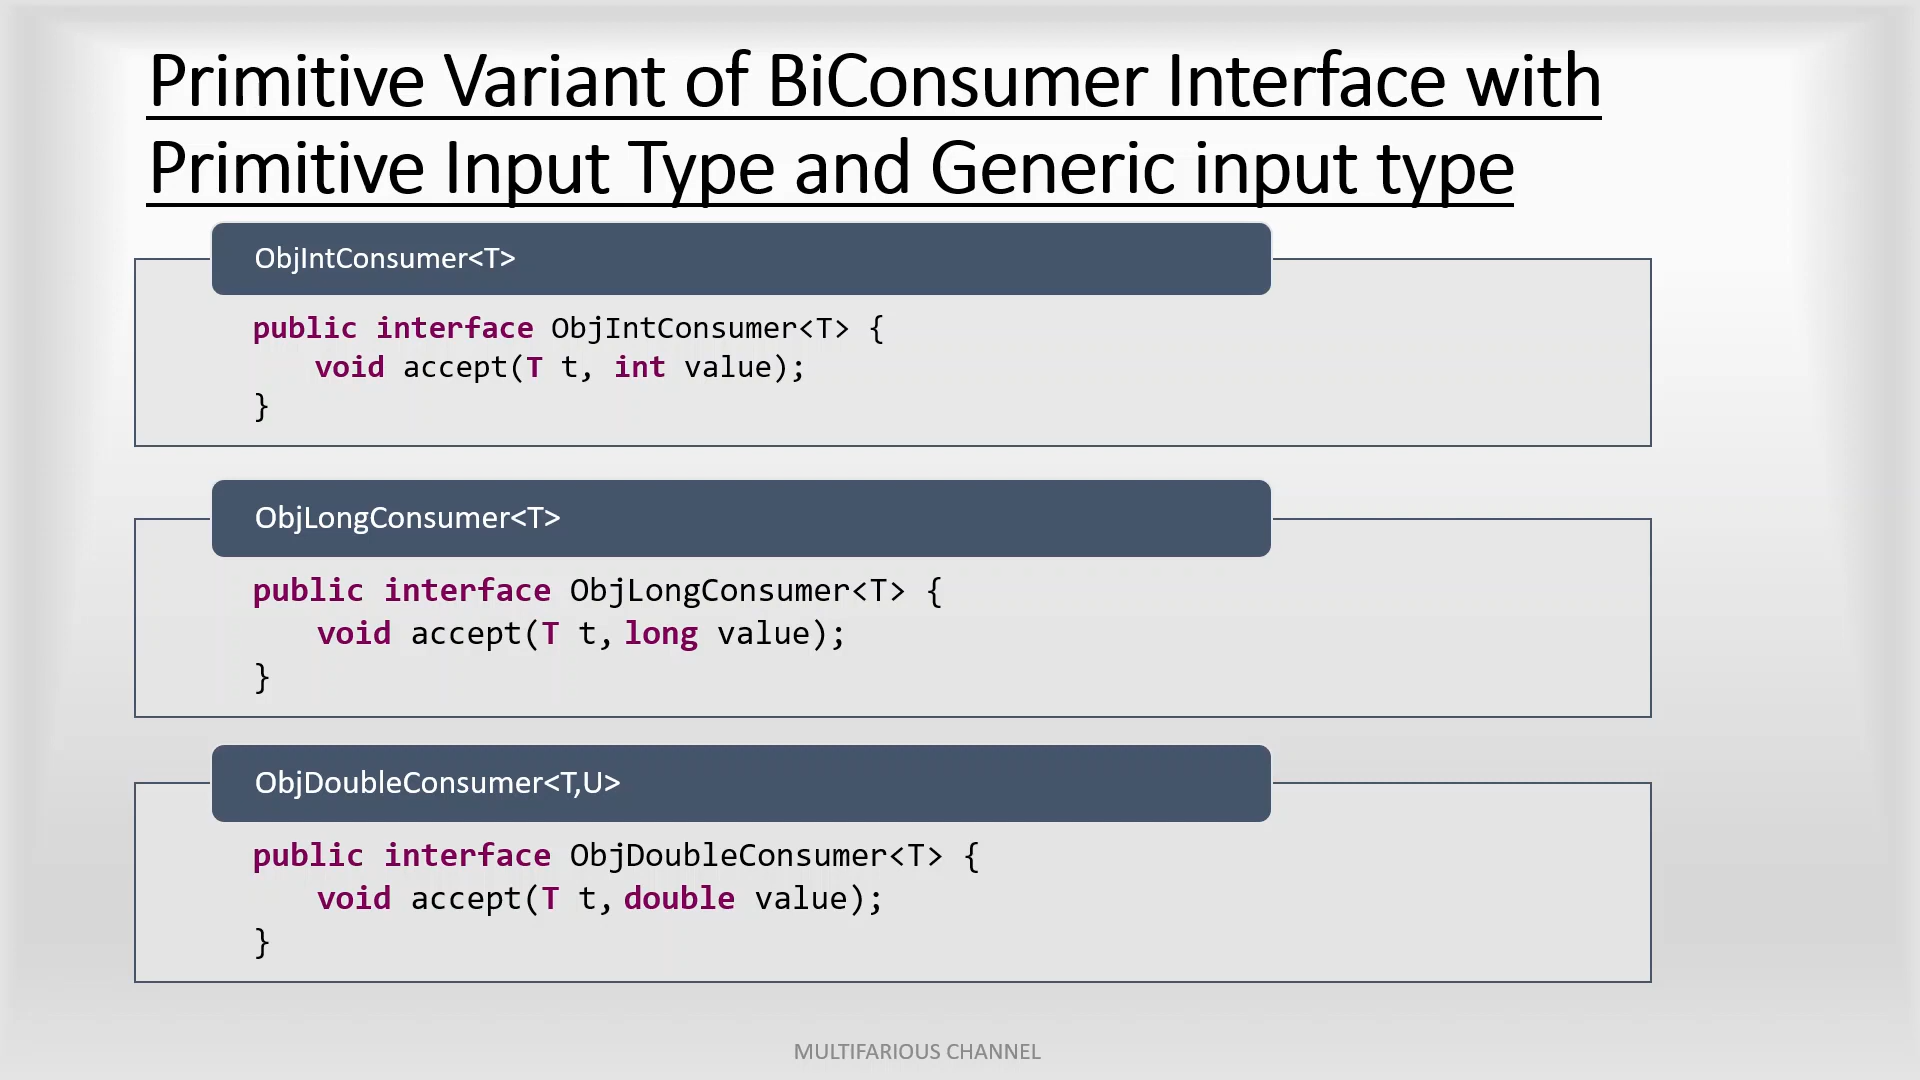 Primitive Variant of BiConsumer Interface with
Primitive Input Type and Generic input type
ObjIntConsumer<T>
public interface ObjIntConsumer<T> {
void accept(T t, int value);
}
ObjLongConsumer<T>
public interface ObjLongConsumer<T> {
void accept(T t, long value);
}
ObjDoubleConsumer<T,U>
public interface ObjDoubleConsumer<T> {
void accept(T t, double value);
}
MULTIFARIOUS CHANNEL